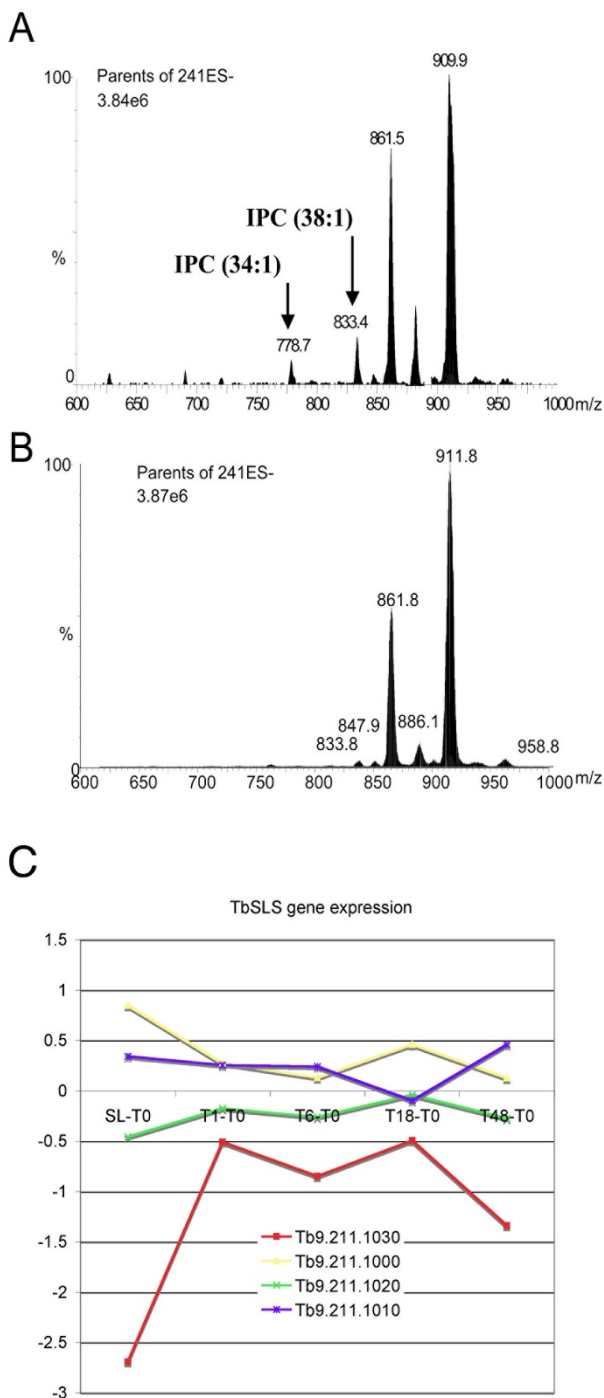 A
Parents of 241ES-
3.84e6
100
909.9
861.5
IPC (38:1)
IPC (34:1)
833.4
778.7
%
0
600 650 700 750 800 850 900 950 1000 m/z
B
Parents of 241ES-
3.87e6
100
911.8
861.8
%
847.9 886.1
833.8 958.8
0
600 650 700 750 800 850 900 950 1000 m/z
C
TbSLS gene expression
1.5
1
0.5
0
SL-T0 T1-T0 T6-T0 T18-T0 T48-T0
-0.5
-1
-1.5
-2
-2.5
-3
Tb9.211.1030
Tb9.211.1000
Tb9.211.1020
Tb9.211.1010